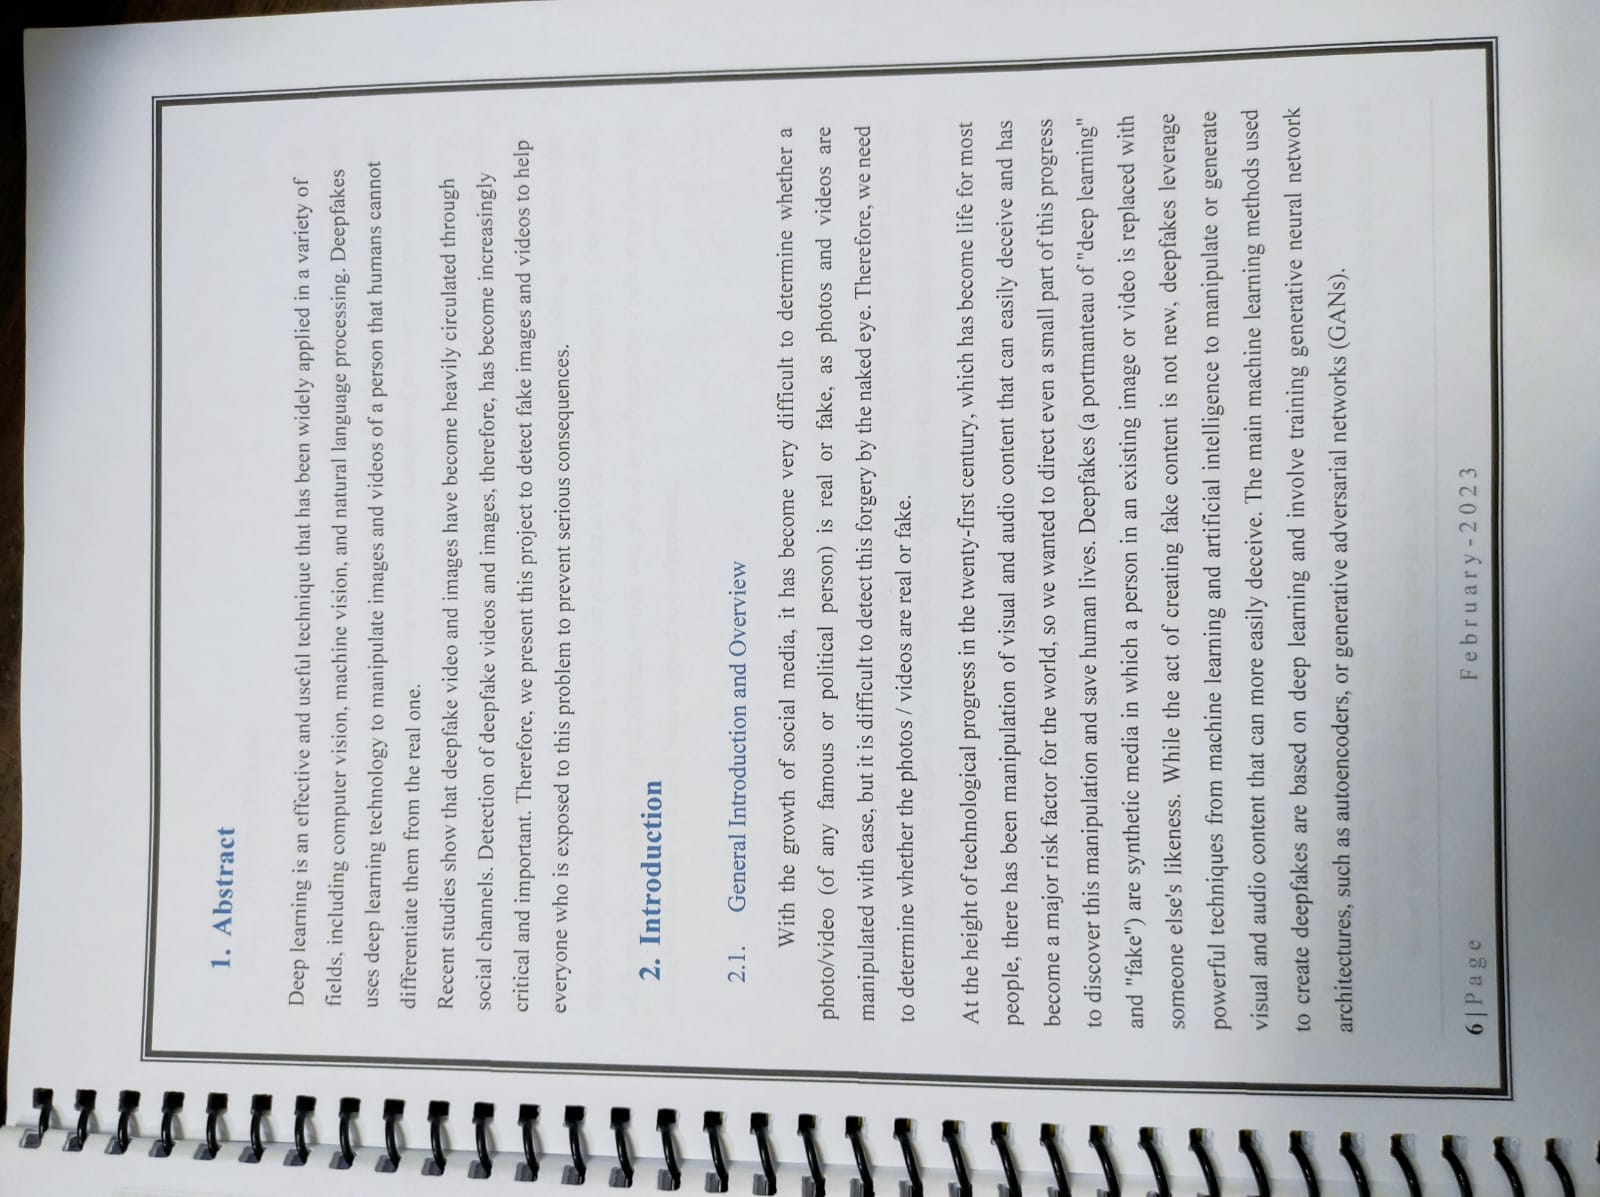 1. Abstract
Deep learning is an effective and useful technique that has been widely applied in a variety of
fields, including computer vision, machine vision, and natural language processing. Deepfakes
uses deep learning technology to manipulate images and videos of a person that humans cannot
differentiate them from the real one.
Recent studies show that deepfake video and images have become heavily circulated through
social channels. Detection of deepfake videos and images, therefore, has become increasingly
critical and important. Therefore, we present this project to detect fake images and videos to help
everyone who is exposed to this problem to prevent serious consequences.
2. Introduction
2.1. General Introduction and Overview
With the growth of social media, it has become very difficult to determine whether a
photo/video (of any famous or political person) is real or fake, as photos and videos are
manipulated with ease, but it is difficult to detect this forgery by the naked eye. Therefore, we need
to determine whether the photos / videos are real or fake.
At the height of technological progress in the twenty-first century, which has become life for most
people, there has been manipulation of visual and audio content that can easily deceive and has
become a major risk factor for the world, so we wanted to direct even a small part of this progress
to discover this manipulation and save human lives. Deepfakes (a portmanteau of "deep learning"
and "fake") are synthetic media in which a person in an existing image or video is replaced with
someone else's likeness. While the act of creating fake content is not new, deepfakes leverage
powerful techniques from machine learning and artificial intelligence to manipulate or generate
visual and audio content that can more easily deceive. The main machine learning methods used
to create deepfakes are based on deep learning and involve training generative neural network
architectures, such as autoencoders, or generative adversarial networks (GANs).
6 | Page February-2023